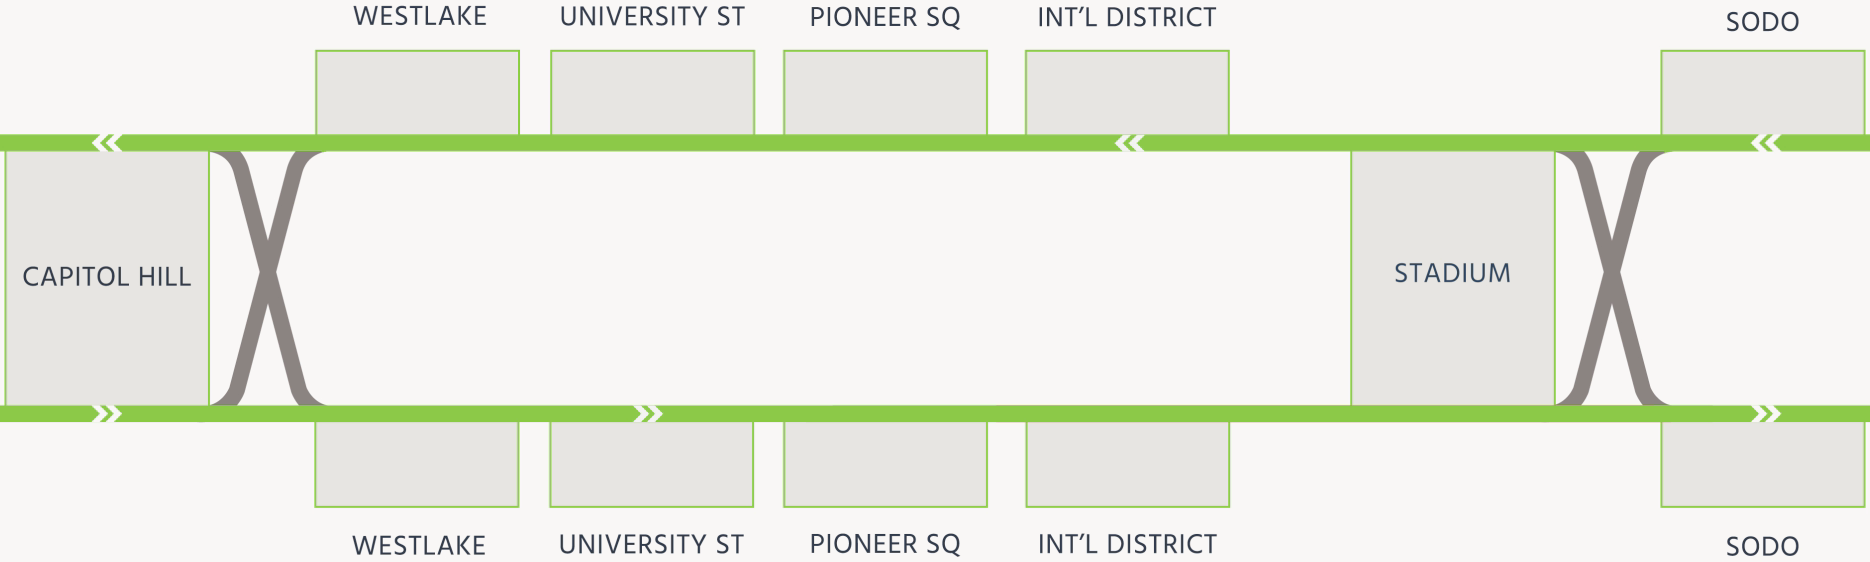 WESTLAKE
UNIVERSITY ST
PIONEER SQ
INT’L DISTRICT
SODO
CAPITOL HILL
STADIUM
WESTLAKE
UNIVERSITY ST
PIONEER SQ
INT’L DISTRICT
SODO